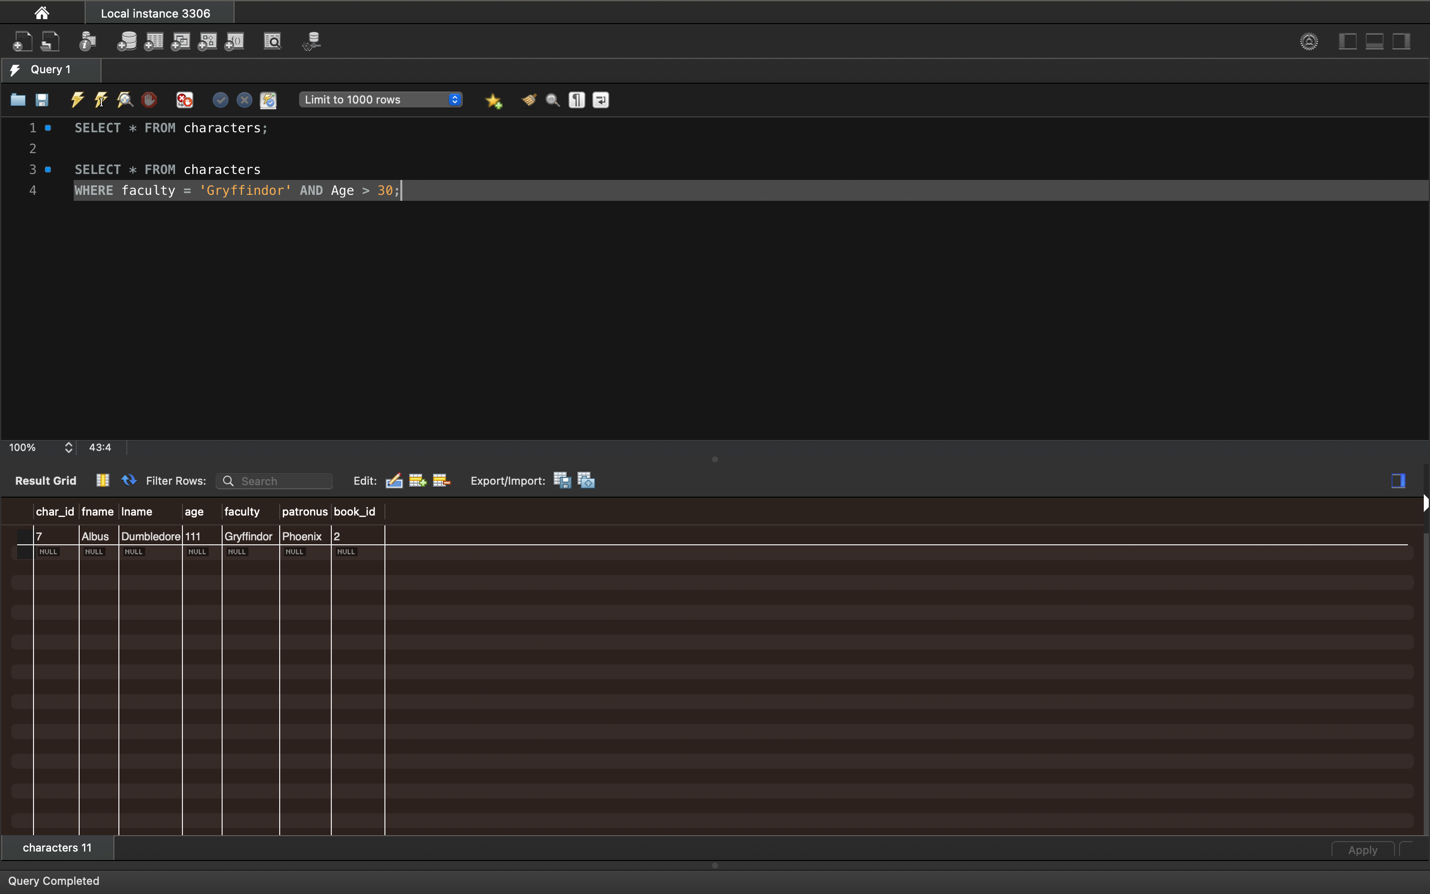 Local instance 3306
Query 1
Limit to 1000 rows
1 SELECT * FROM characters;
2
3 SELECT * FROM characters
4 WHERE faculty = 'Gryffindor' AND Age > 30;
100% 43:4
Result Grid Filter Rows: Search Edit: Export/Import:
char_id fname lname age faculty patronus book_id
7 Albus Dumbledore 111 Gryffindor Phoenix 2
NULL NULL NULL NULL NULL NULL NULL
characters 11 Apply
Query Completed